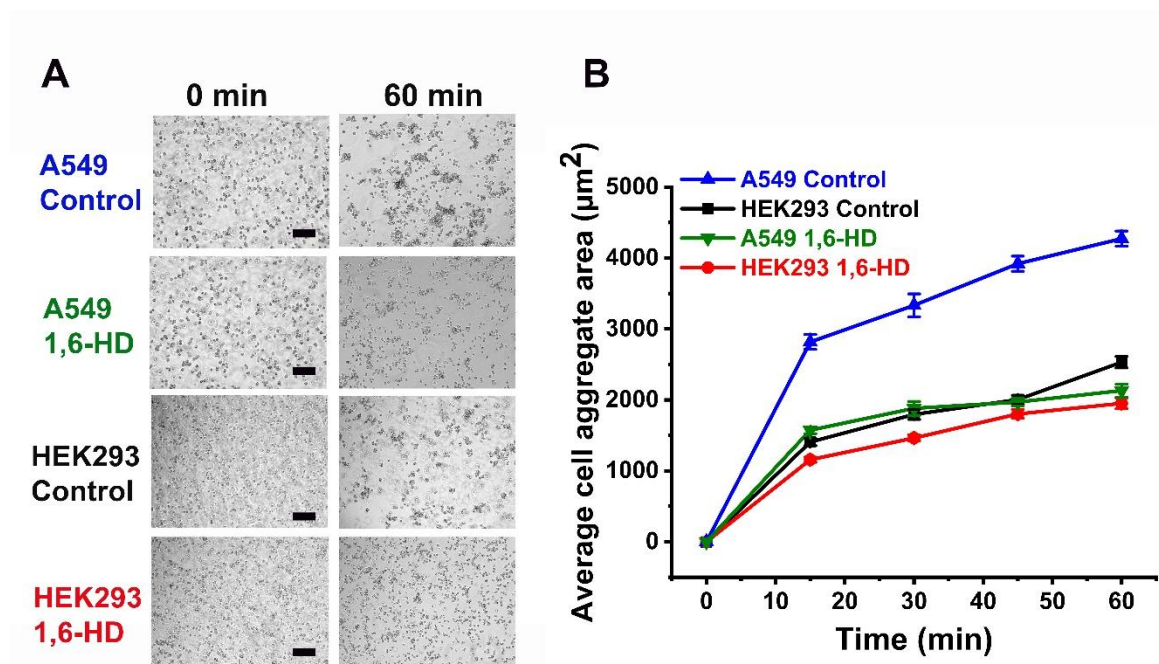 A
0 min 60 min
A549
Control
A549
1,6-HD
HEK293
Control
HEK293
1,6-HD
B
Average cell aggregate area (µm²)
5000
4000
3000
2000
1000
0
A549 Control
HEK293 Control
A549 1,6-HD
HEK293 1,6-HD
0 10 20 30 40 50 60
Time (min)